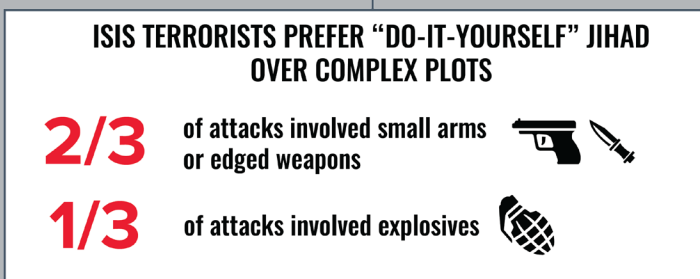 ISIS TERRORISTS PREFER “DO-IT-YOURSELF” JIHAD
OVER COMPLEX PLOTS
2/3
of attacks involved small arms
or edged weapons
1/3
of attacks involved explosives